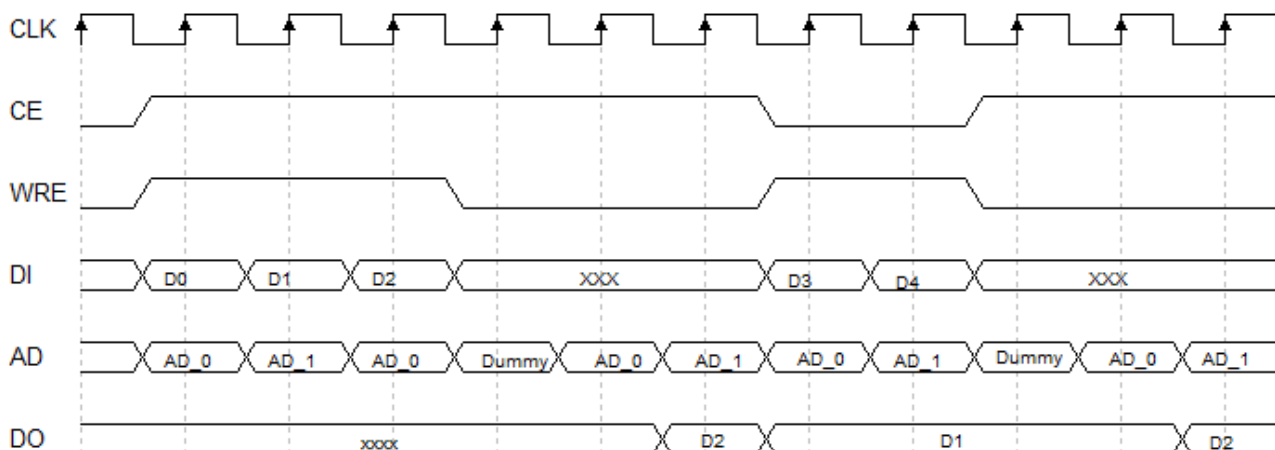 CLK
CE
WRE
DI D0 D1 D2 XXX D3 D4 XXX
AD AD_0 AD_1 AD_0 Dummy AD_0 AD_1 AD_0 AD_1 Dummy AD_0 AD_1
DO xxxx D2 D1 D2